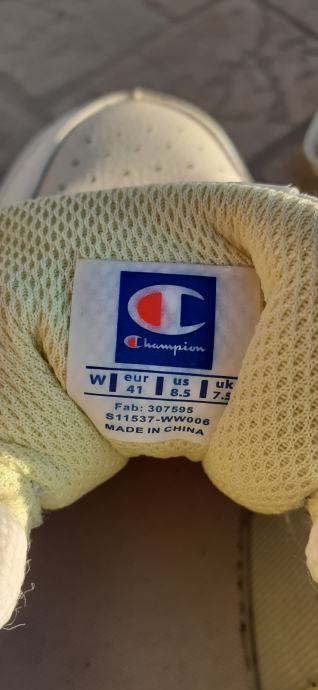 Champion
W eur 41 us 8.5 uk 7.5
Fab: 307595
S11537-WW006
MADE IN CHINA